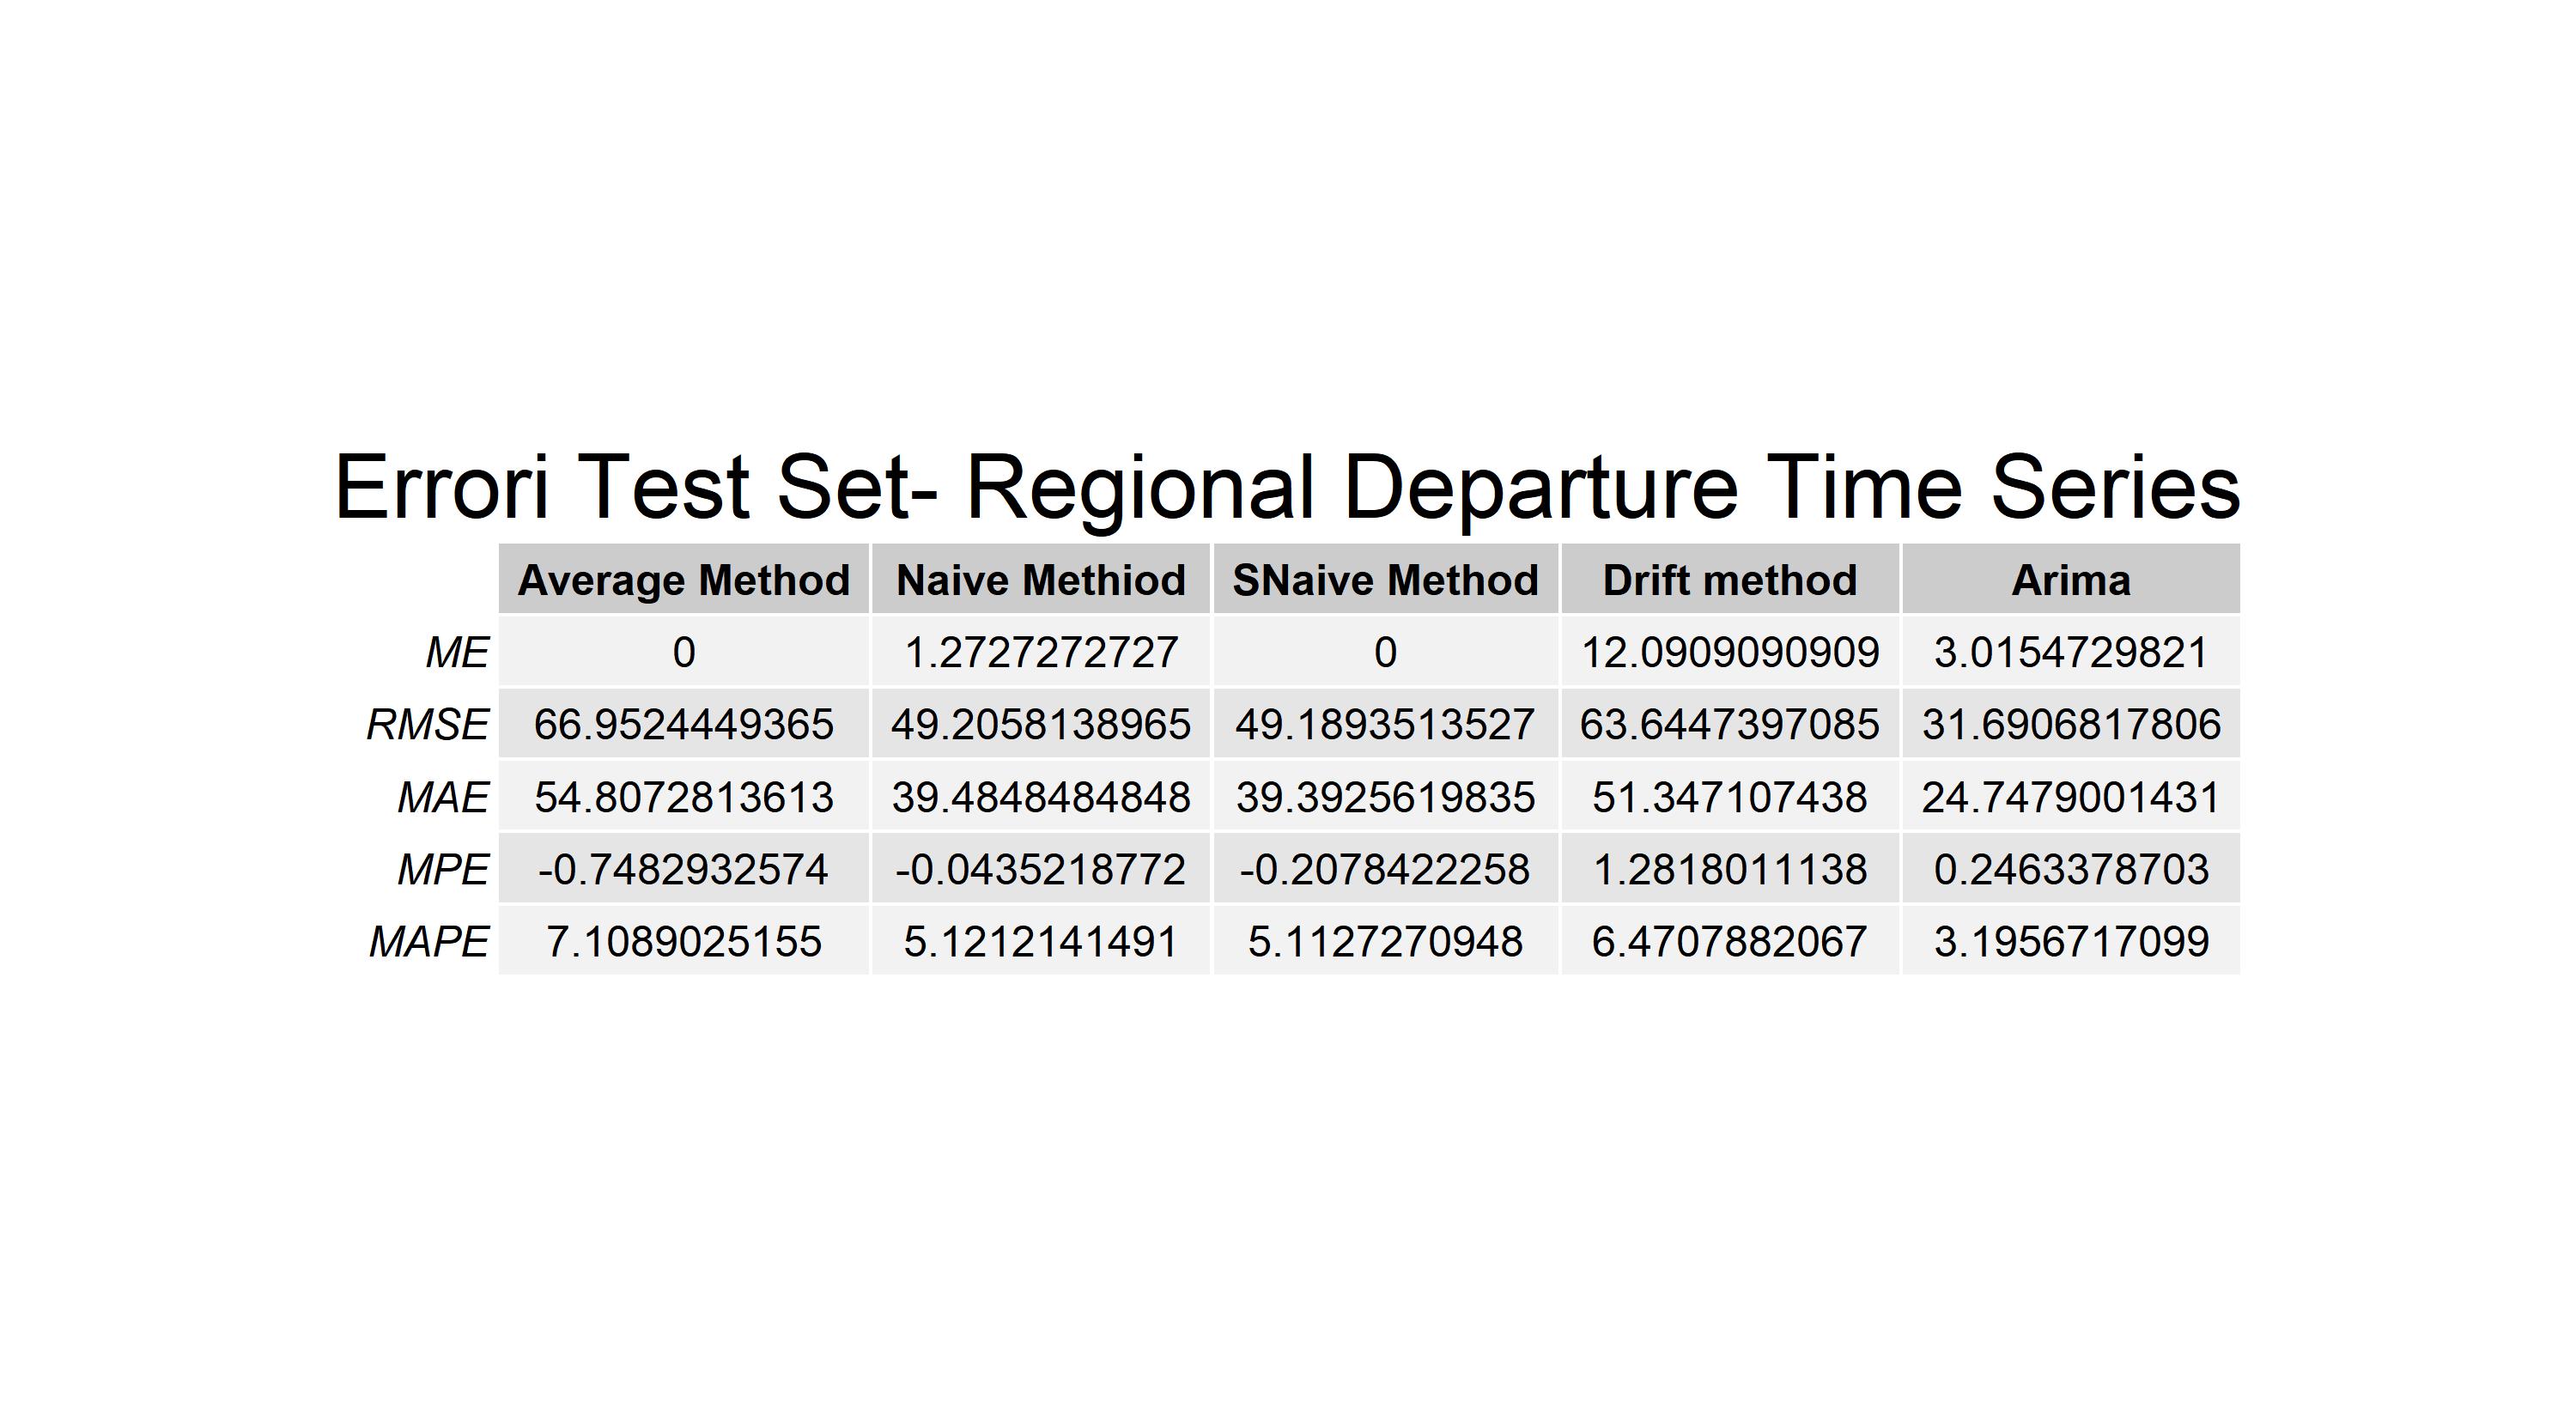 Errori Test Set- Regional Departure Time Series
Average Method Naive Methiod SNaive Method Drift method Arima
ME 0 1.2727272727 0 12.0909090909 3.0154729821
RMSE 66.9524449365 49.2058138965 49.1893513527 63.6447397085 31.6906817806
MAE 54.8072813613 39.4848484848 39.3925619835 51.347107438 24.7479001431
MPE -0.7482932574 -0.0435218772 -0.2078422258 1.2818011138 0.2463378703
MAPE 7.1089025155 5.1212141491 5.1127270948 6.4707882067 3.1956717099